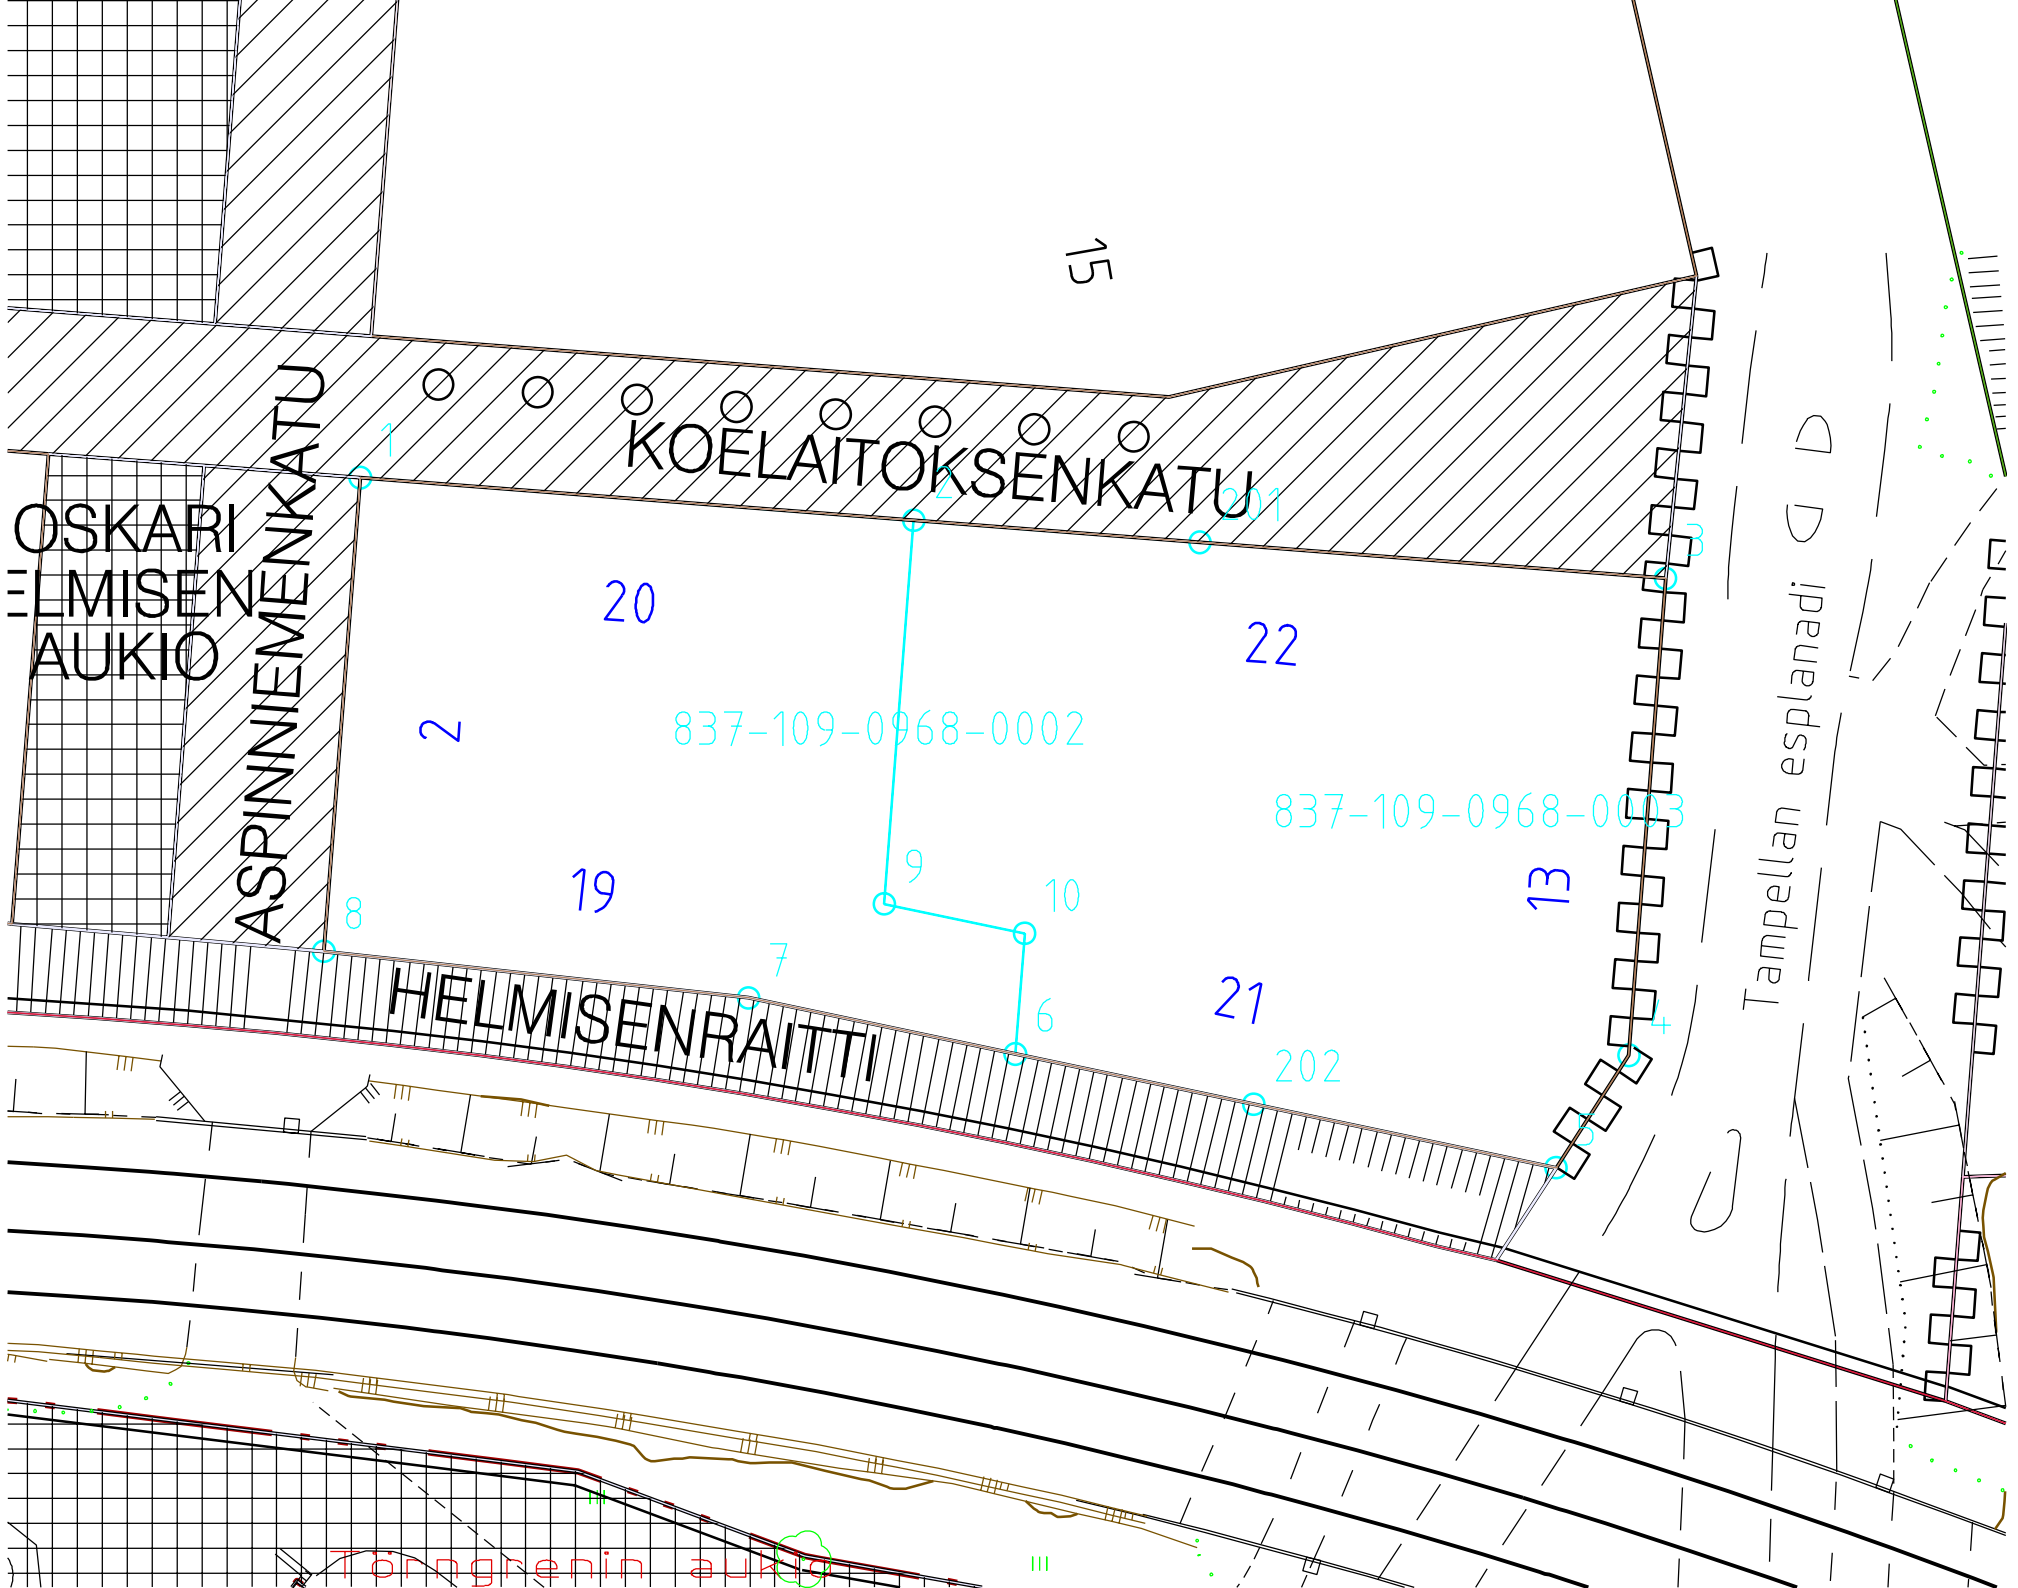 15
1
KOELAITOKSENKATU
2
201
3
OSKARI
ELMISEN
AUKIO
ASPINNIEMENKATU
20
22
2
837-109-0968-0002
837-109-0968-0003
Tampellan esplanadi
19
9
10
13
8
7
HELMISENRAITTI
6
21
4
202
5
Törngrenin aukio